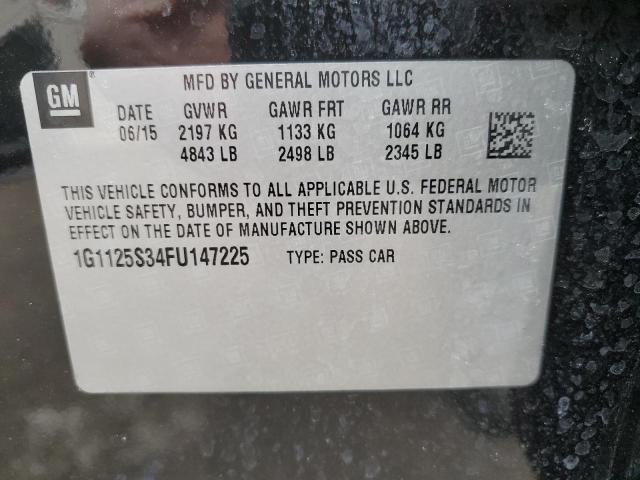 GM ®
MFD BY GENERAL MOTORS LLC
DATE GVWR GAWR FRT GAWR RR
06/15 2197 KG 1133 KG 1064 KG
4843 LB 2498 LB 2345 LB
THIS VEHICLE CONFORMS TO ALL APPLICABLE U.S. FEDERAL MOTOR
VEHICLE SAFETY, BUMPER, AND THEFT PREVENTION STANDARDS IN
EFFECT ON THE DATE OF MANUFACTURE SHOWN ABOVE.
1G1125S34FU147225 TYPE: PASS CAR